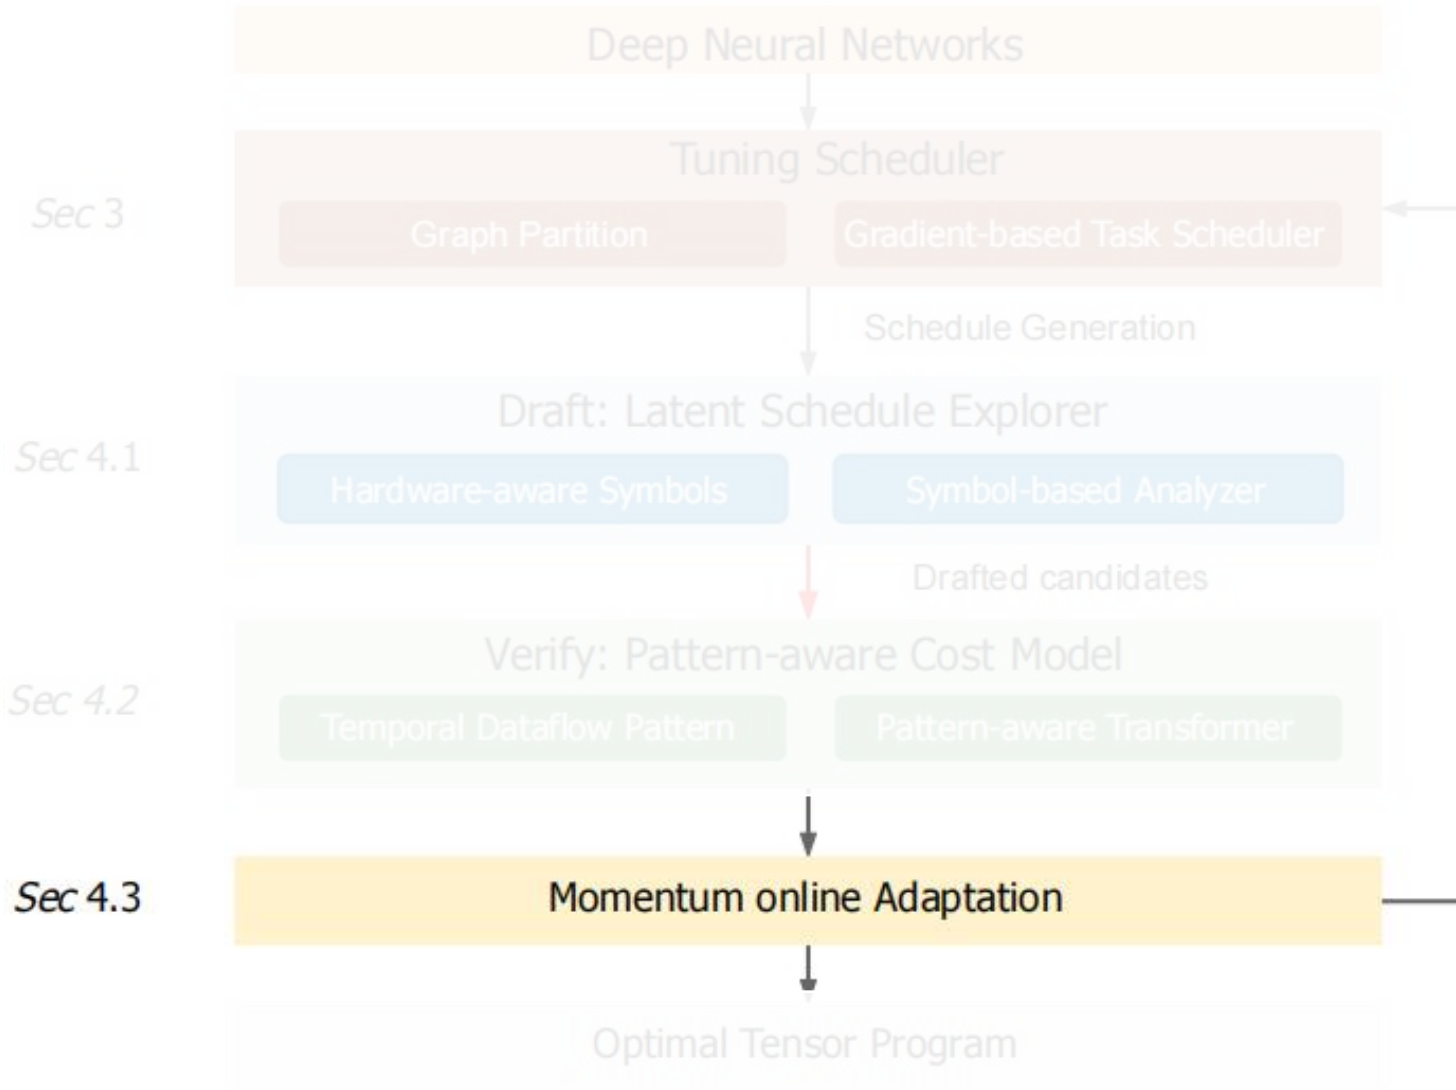 Deep Neural Networks
Tuning Scheduler
Sec 3
Graph Partition
Gradient-based Task Scheduler
Schedule Generation
Draft: Latent Schedule Explorer
Sec 4.1
Hardware-aware Symbols
Symbol-based Analyzer
Drafted candidates
Verify: Pattern-aware Cost Model
Sec 4.2
Temporal Dataflow Pattern
Pattern-aware Transformer
Sec 4.3
Momentum online Adaptation
Optimal Tensor Program